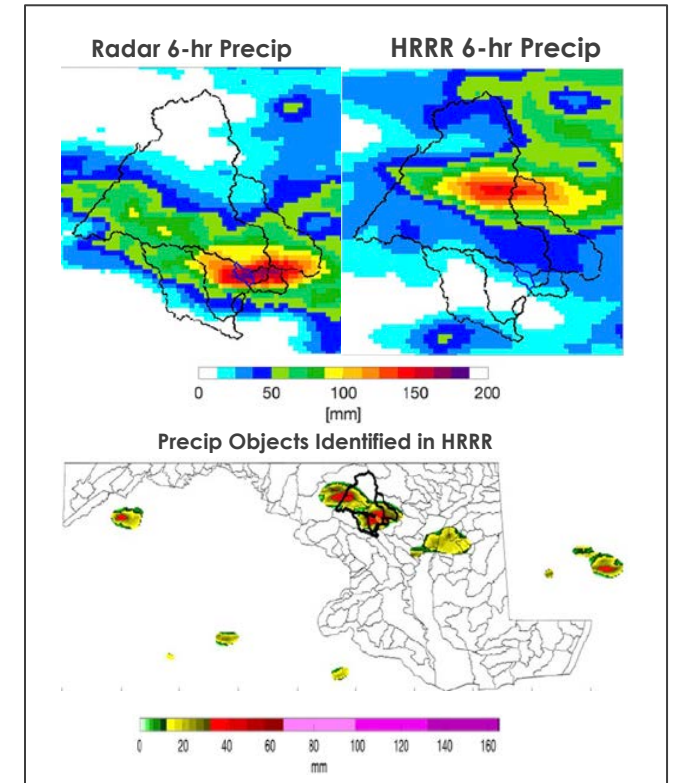 Radar 6-hr Precip HRRR 6-hr Precip
0 50 100 150 200
[mm]
Precip Objects Identified in HRRR
0 20 40 60 80 100 120 140 160
mm